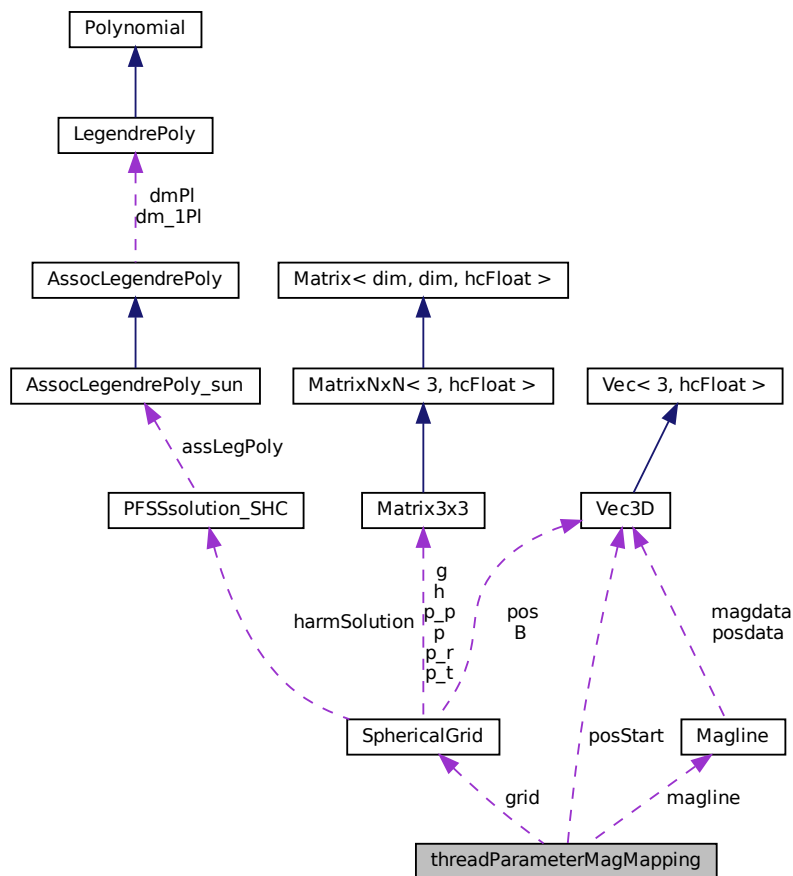 Polynomial
LegendrePoly
dmPl
dm_1Pl
AssocLegendrePoly
Matrix< dim, dim, hcFloat >
AssocLegendrePoly_sun
MatrixNxN< 3, hcFloat >
Vec< 3, hcFloat >
assLegPoly
PFSSsolution_SHC
Matrix3x3
Vec3D
harmSolution
g
h
p_p
p
p_r
p_t
pos
B
magdata
posdata
SphericalGrid
posStart
Magline
grid
magline
threadParameterMagMapping